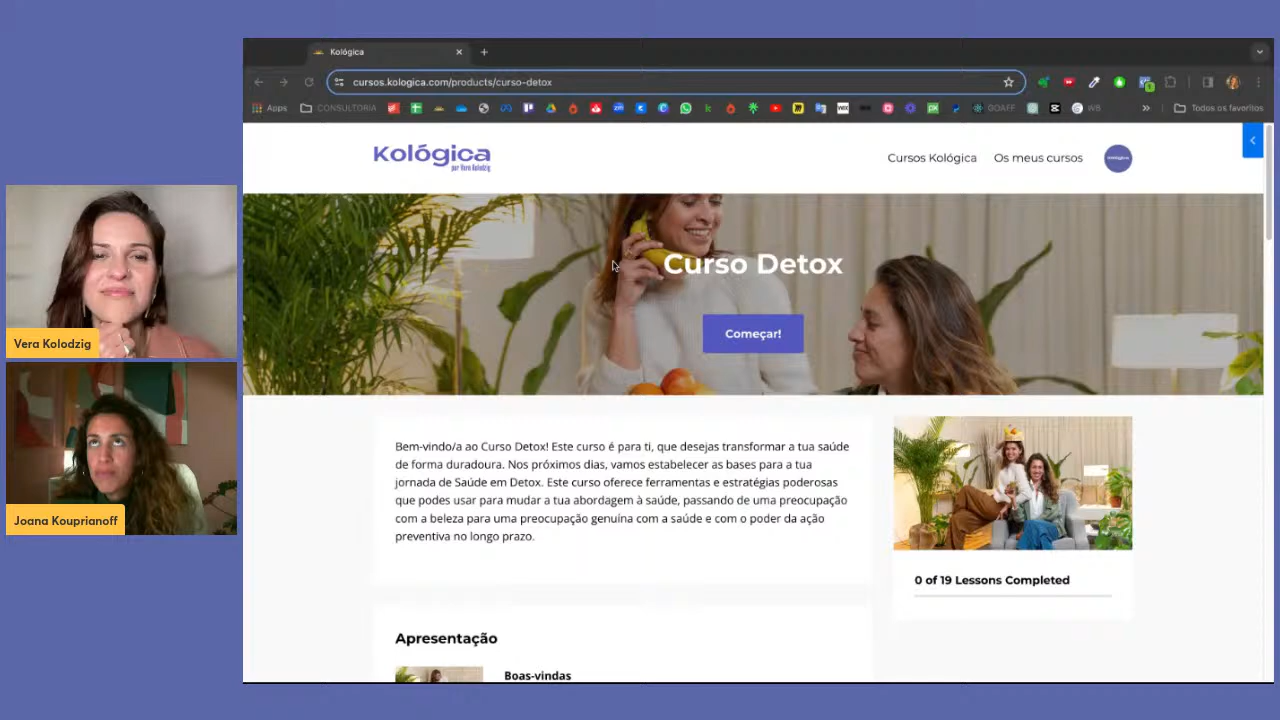 Kológica
cursos.kologica.com/products/curso-detox
Apps
CONSULTORIA
GOAFF
WB
Todos os favoritos
Kológica
por Vera Kolodzig
Cursos Kológica
Os meus cursos
Curso Detox
Começar!
Vera Kolodzig
Joana Kouprianoff
Bem-vindo/a ao Curso Detox! Este curso é para ti, que desejas transformar a tua saúde
de forma duradoura. Nos próximos dias, vamos estabelecer as bases para a tua
jornada de Saúde em Detox. Este curso oferece ferramentas e estratégias poderosas
que podes usar para mudar a tua abordagem à saúde, passando de uma preocupação
com a beleza para uma preocupação genuína com a saúde e com o poder da ação
preventiva no longo prazo.
0 of 19 Lessons Completed
Apresentação
Boas-vindas